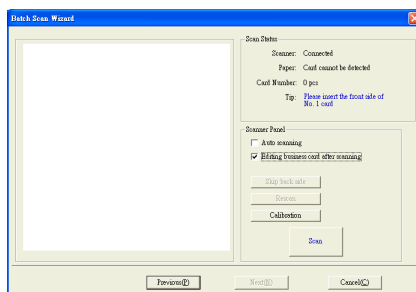 Batch Scan Wizard
Scan Status
Scanner: Connected
Paper: Card cannot be detected
Card Number: 0 pcs
Tip: Please insert the front side of
No. 1 card
Scanner Panel
Auto scanning
Editing business card after scanning
Skip back side
Rescan
Calibration
Scan
Previous(P)
Next(N)
Cancel(C)